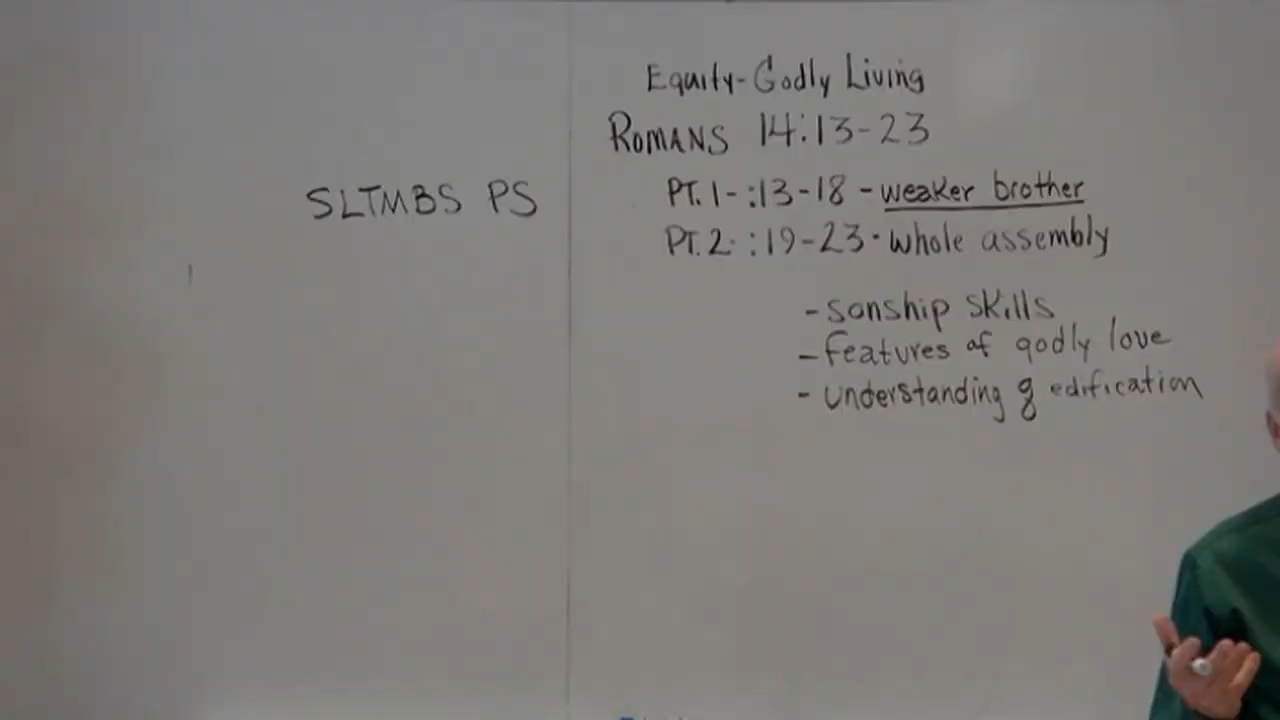 Equity-Godly Living
ROMANS 14:13-23
SLTMBS PS
PT. 1- :13-18 - weaker brother
PT. 2- :19-23 - whole assembly
- sonship skills
- features of godly love
- understanding g edification